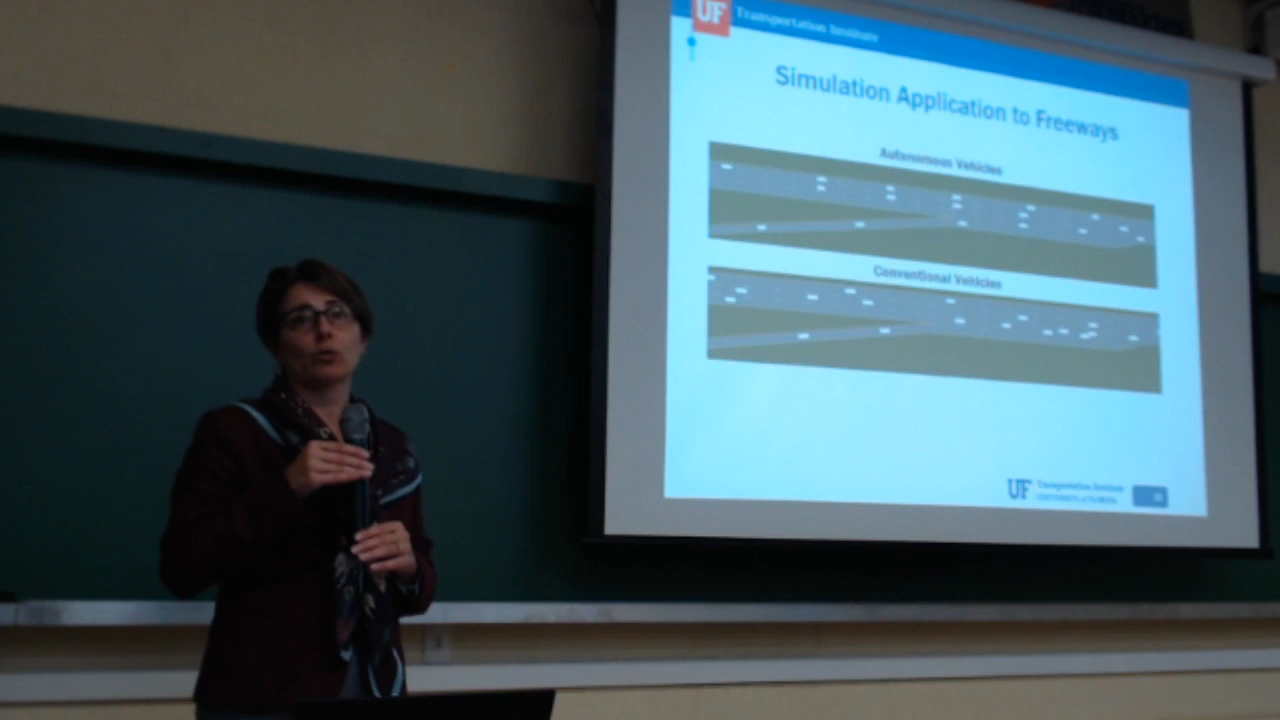 UF Transportation Institute
Simulation Application to Freeways
Autonomous Vehicles
Conventional Vehicles
UF Transportation Institute
UNIVERSITY of FLORIDA